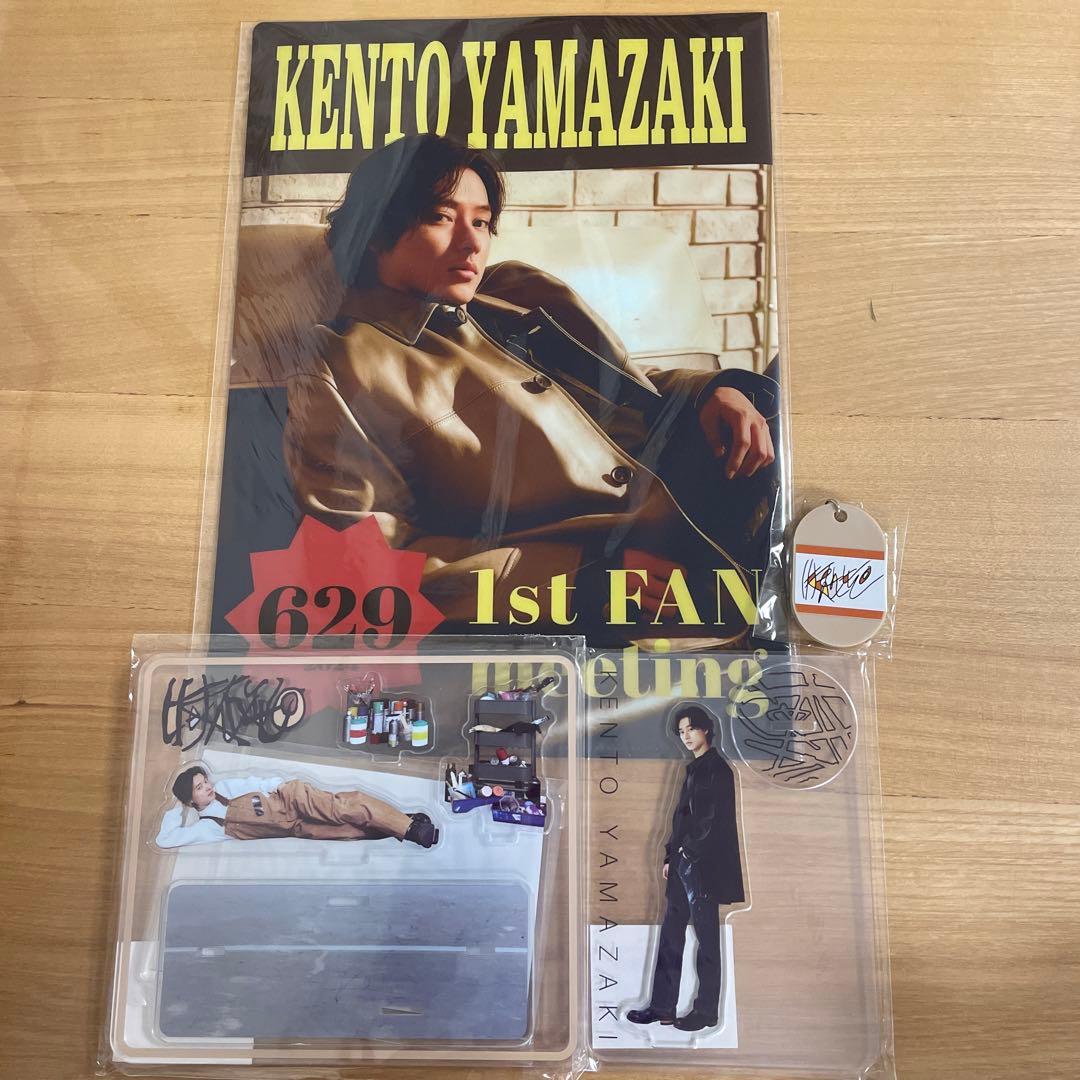 KENTO YAMAZAKI
629
1st FAN
meeting
KENTO YAMAZAKI